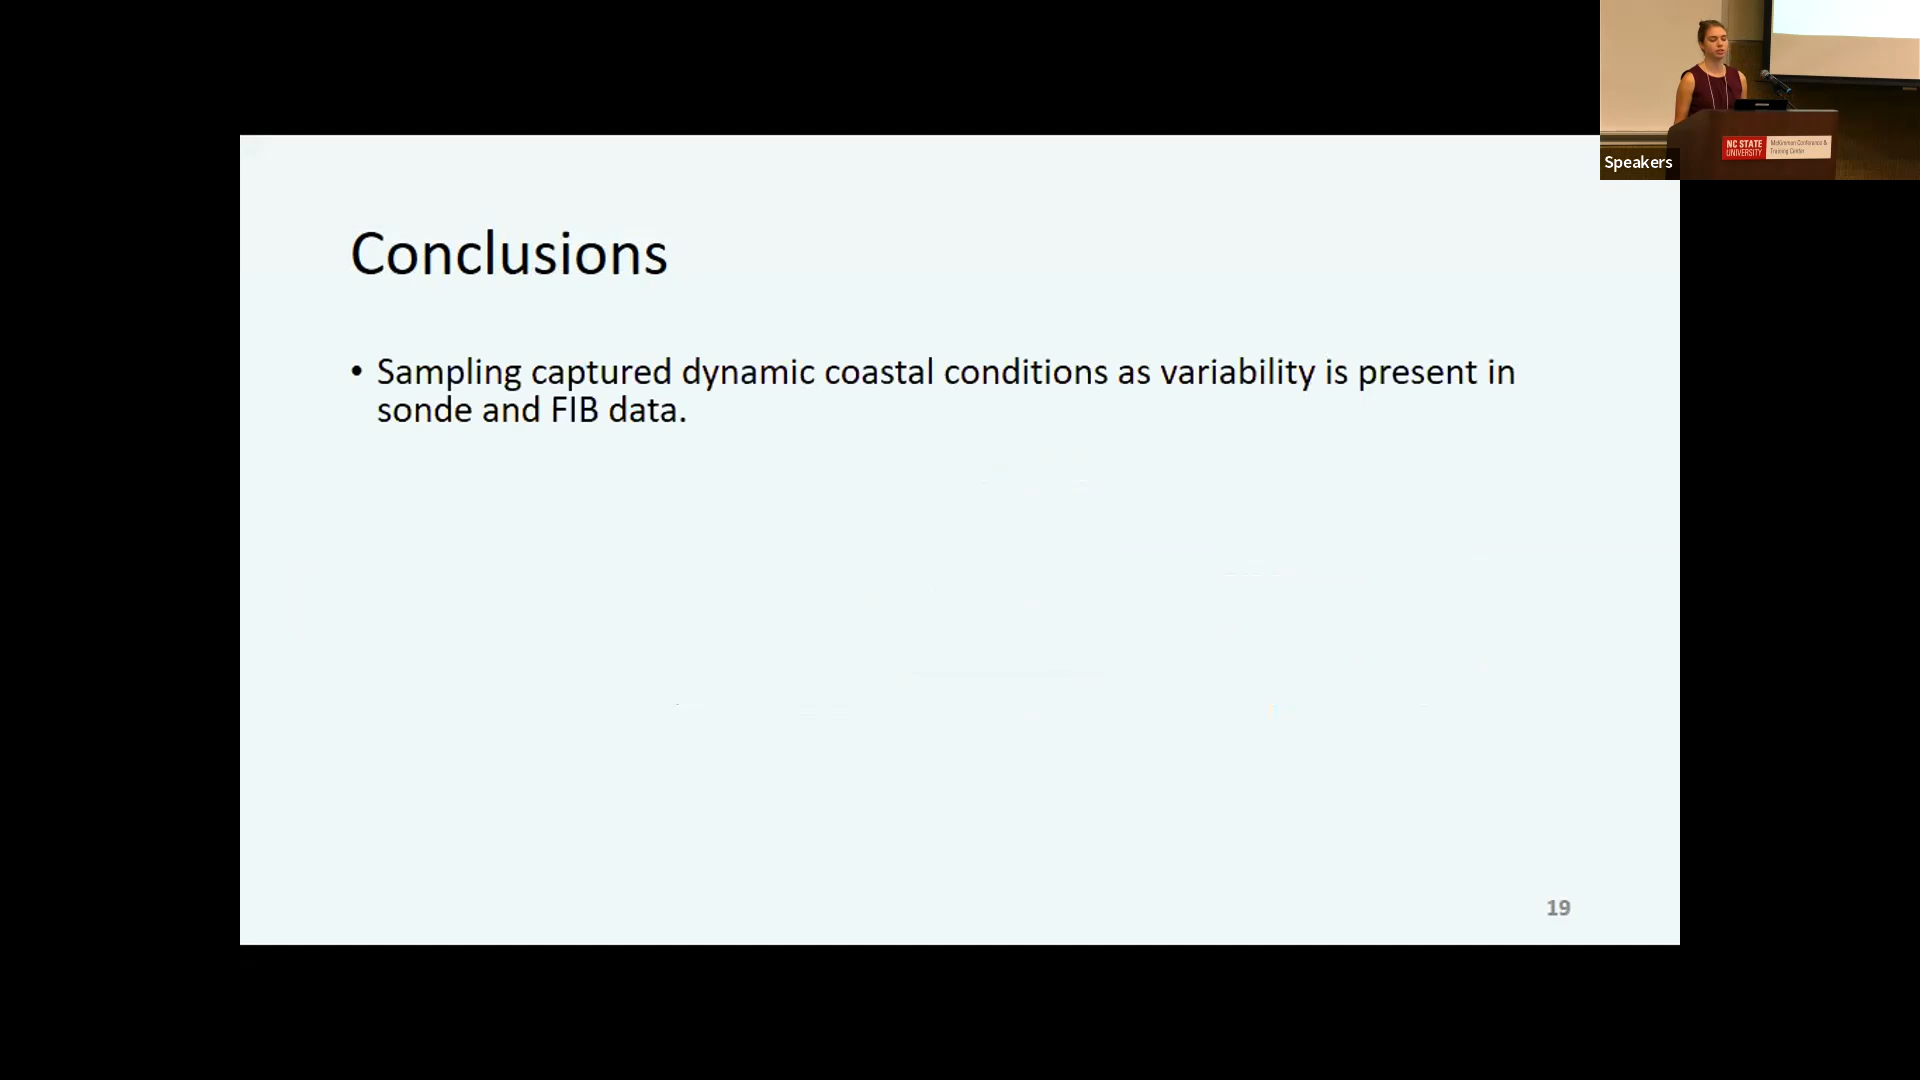 Conclusions
• Sampling captured dynamic coastal conditions as variability is present in
sonde and FIB data.
19
Speakers
NC STATE
UNIVERSITY
McKimmon Conference &
Training Center